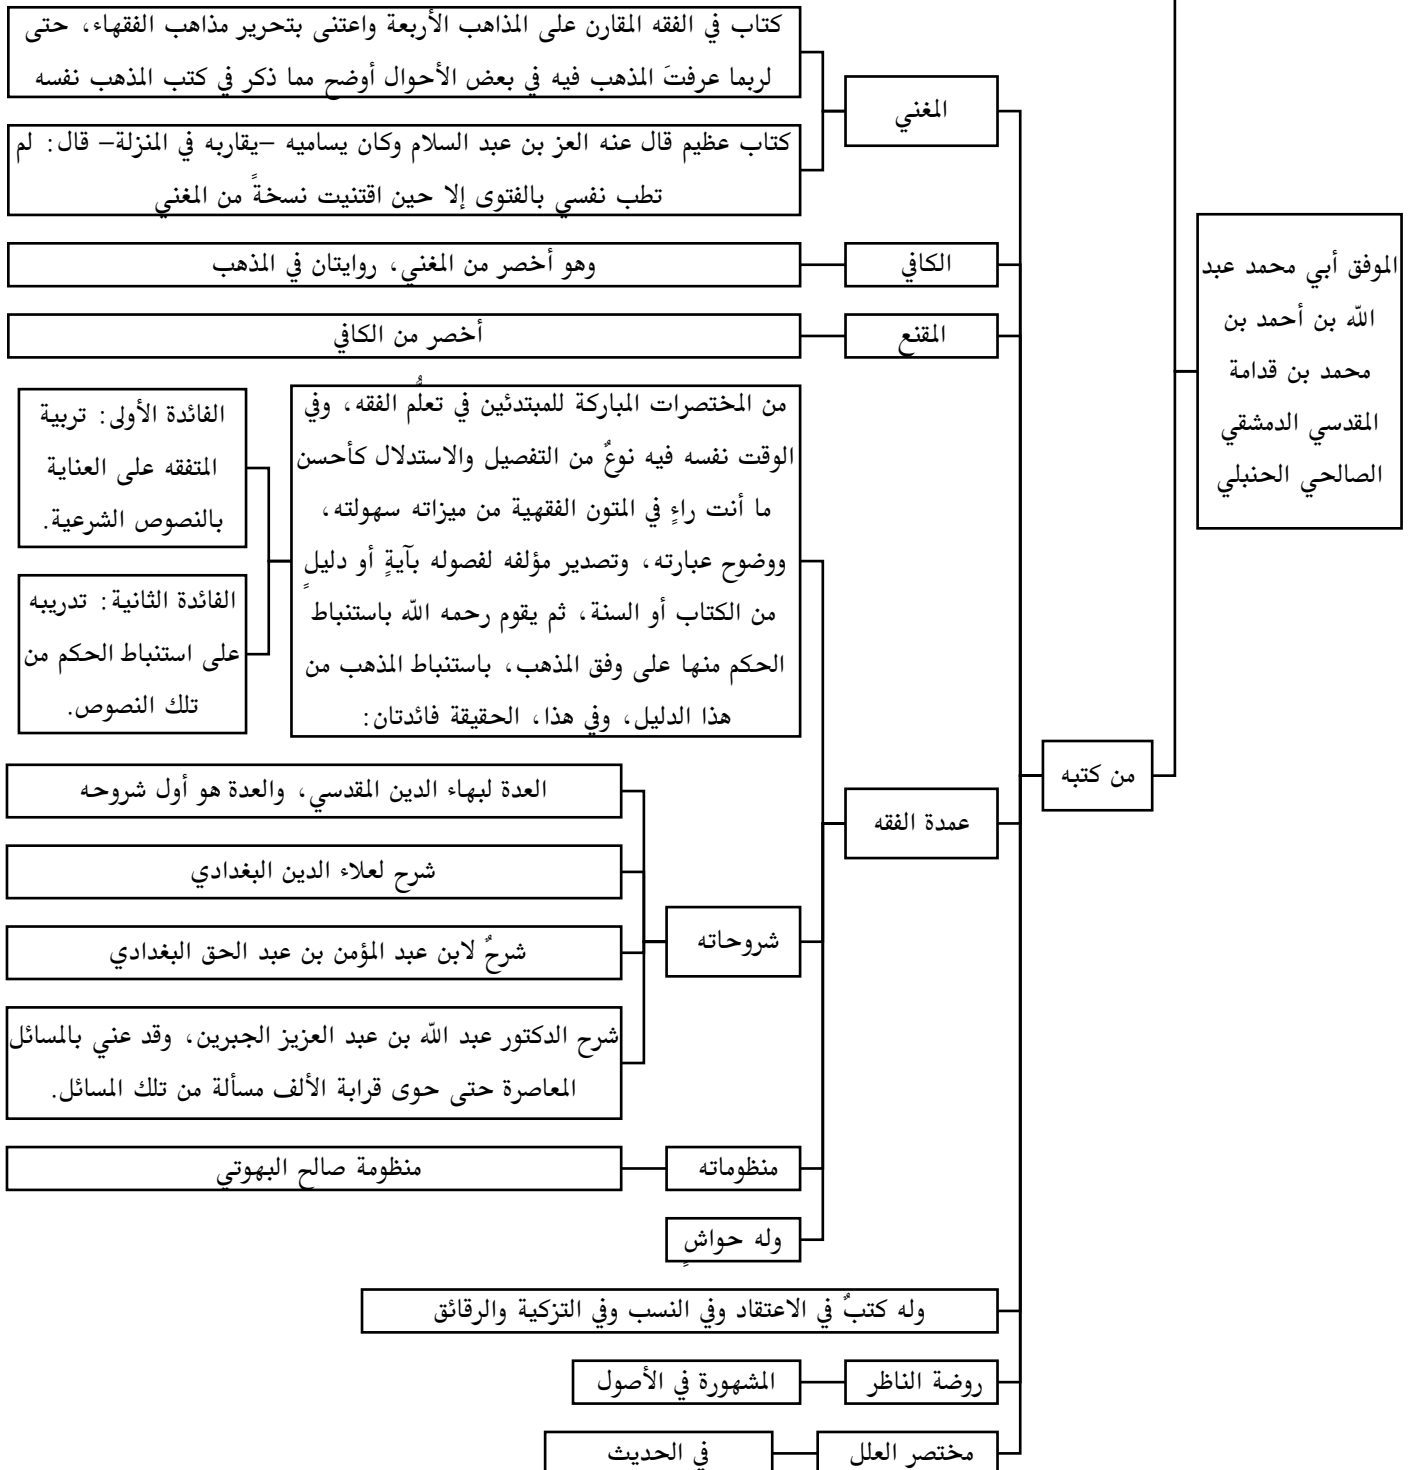 الموفق أبي محمد عبد
الله بن أحمد بن
محمد بن قدامة
المقدسي الدمشقي
الصالحي الحنبلي
من كتبه
المغني
كتاب في الفقه المقارن على المذاهب الأربعة واعتنى بتحرير مذاهب الفقهاء، حتى
لربما عرفتَ المذهب فيه في بعض الأحوال أوضح مما ذكر في كتب المذهب نفسه
كتاب عظيم قال عنه العز بن عبد السلام وكان يساميه –يقاربه في المنزلة– قال: لم
تطب نفسي بالفتوى إلا حين اقتنيت نسخةً من المغني
الكافي
وهو أخصر من المغني، روايتان في المذهب
المقنع
أخصر من الكافي
عمدة الفقه
من المختصرات المباركة للمبتدئين في تعلُّم الفقه، وفي
الوقت نفسه فيه نوعٌ من التفصيل والاستدلال كأحسن
ما أنت راءٍ في المتون الفقهية من ميزاته سهولته،
ووضوح عبارته، وتصدير مؤلفه لفصوله بآيةٍ أو دليلٍ
من الكتاب أو السنة، ثم يقوم رحمه الله باستنباط
الحكم منها على وفق المذهب، باستنباط المذهب من
هذا الدليل، وفي هذا، الحقيقة فائدتان:
الفائدة الأولى: تربية
المتفقه على العناية
بالنصوص الشرعية.
الفائدة الثانية: تدريبه
على استنباط الحكم من
تلك النصوص.
شروحاته
العدة لبهاء الدين المقدسي، والعدة هو أول شروحه
شرح لعلاء الدين البغدادي
شرحٌ لابن عبد المؤمن بن عبد الحق البغدادي
شرح الدكتور عبد الله بن عبد العزيز الجبرين، وقد عني بالمسائل
المعاصرة حتى حوى قرابة الألف مسألة من تلك المسائل.
منظوماته
منظومة صالح البهوتي
وله حواشٍ
وله كتبٌ في الاعتقاد وفي النسب وفي التزكية والرقائق
روضة الناظر
المشهورة في الأصول
مختصر العلل
في الحديث